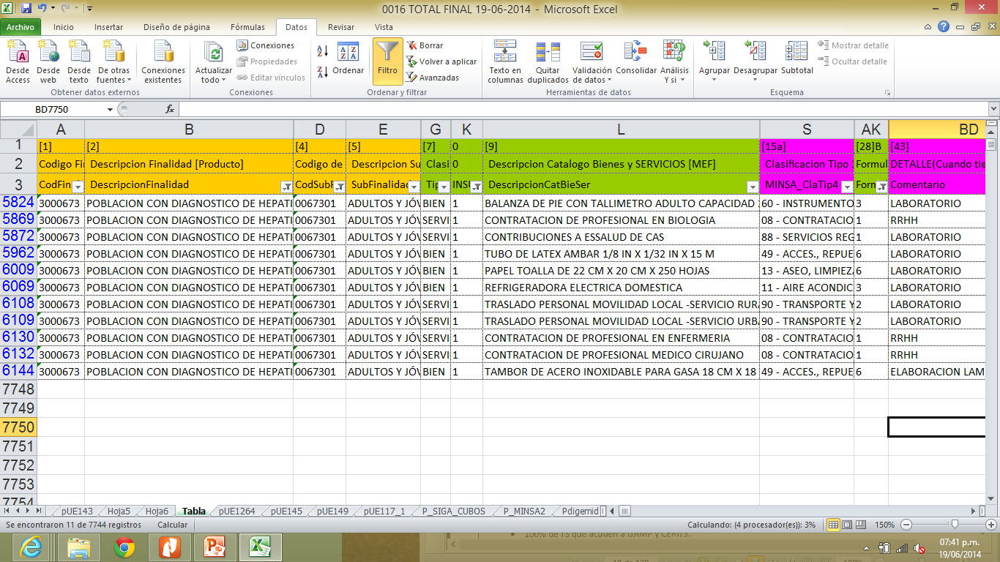 0016 TOTAL FINAL 19-06-2014 - Microsoft Excel
Archivo Inicio Insertar Diseño de página Fórmulas Datos Revisar Vista
Desde Access
Desde web
Desde texto
De otras fuentes
Conexiones existentes
Obtener datos externos
Actualizar todo
Conexiones
Propiedades
Editar vínculos
Conexiones
Ordenar
Filtro
Borrar
Volver a aplicar
Avanzadas
Ordenar y filtrar
Texto en columnas
Quitar duplicados
Validación de datos
Consolidar
Análisis Y si
Herramientas de datos
Agrupar
Desagrupar
Subtotal
Mostrar detalle
Ocultar detalle
Esquema
BD7750 fx
A B D E G K L S AK BD
1 [1] [2] [4] [5] [7] 0 [9] [15a] [28]B [43]
2 Codigo Fi Descripcion Finalidad [Producto] Codigo de Descripcion Su Clasi 0 Descripcion Catalogo Bienes y SERVICIOS [MEF] Clasificacion Tipo Formul DETALLE(Cuando tie
3 CodFin DescripcionFinalidad CodSubF SubFinalidad Tip INSU DescripcionCatBieSer MINSA_ClaTip4 Form Comentario
5824 3000673 POBLACION CON DIAGNOSTICO DE HEPATI 0067301 ADULTOS Y JÓV BIEN 1 BALANZA DE PIE CON TALLIMETRO ADULTO CAPACIDAD 60 - INSTRUMENTO 3 LABORATORIO
5869 3000673 POBLACION CON DIAGNOSTICO DE HEPATI 0067301 ADULTOS Y JÓV SERVI 1 CONTRATACION DE PROFESIONAL EN BIOLOGIA 08 - CONTRATACIO 1 RRHH
5872 3000673 POBLACION CON DIAGNOSTICO DE HEPATI 0067301 ADULTOS Y JÓV SERVI 1 CONTRIBUCIONES A ESSALUD DE CAS 88 - SERVICIOS REG 1 LABORATORIO
5962 3000673 POBLACION CON DIAGNOSTICO DE HEPATI 0067301 ADULTOS Y JÓV BIEN 1 TUBO DE LATEX AMBAR 1/8 IN X 1/32 IN X 15 M 49 - ACCES., REPUE 6 LABORATORIO
6009 3000673 POBLACION CON DIAGNOSTICO DE HEPATI 0067301 ADULTOS Y JÓV BIEN 1 PAPEL TOALLA DE 22 CM X 20 CM X 250 HOJAS 13 - ASEO, LIMPIEZA 6 LABORATORIO
6069 3000673 POBLACION CON DIAGNOSTICO DE HEPATI 0067301 ADULTOS Y JÓV BIEN 1 REFRIGERADORA ELECTRICA DOMESTICA 11 - AIRE ACONDIC 3 LABORATORIO
6108 3000673 POBLACION CON DIAGNOSTICO DE HEPATI 0067301 ADULTOS Y JÓV SERVI 1 TRASLADO PERSONAL MOVILIDAD LOCAL -SERVICIO RURA 90 - TRANSPORTE Y 2 LABORATORIO
6109 3000673 POBLACION CON DIAGNOSTICO DE HEPATI 0067301 ADULTOS Y JÓV SERVI 1 TRASLADO PERSONAL MOVILIDAD LOCAL -SERVICIO URBA 90 - TRANSPORTE Y 2 LABORATORIO
6130 3000673 POBLACION CON DIAGNOSTICO DE HEPATI 0067301 ADULTOS Y JÓV SERVI 1 CONTRATACION DE PROFESIONAL EN ENFERMERIA 08 - CONTRATACIO 1 RRHH
6132 3000673 POBLACION CON DIAGNOSTICO DE HEPATI 0067301 ADULTOS Y JÓV SERVI 1 CONTRATACION DE PROFESIONAL MEDICO CIRUJANO 08 - CONTRATACIO 1 RRHH
6144 3000673 POBLACION CON DIAGNOSTICO DE HEPATI 0067301 ADULTOS Y JÓV BIEN 1 TAMBOR DE ACERO INOXIDABLE PARA GASA 18 CM X 18 49 - ACCES., REPUE 6 ELABORACION LAM
7748
7749
7750
7751
7752
7753
7754
pUE143 Hoja5 Hoja6 Tabla pUE1264 pUE145 pUE149 pUE117_1 P_SIGA_CUBOS P_MINSA2 Pdigemid
Se encontraron 11 de 7744 registros Calcular Calculando: (4 procesador(es)): 3% 150%
100% de TS que acuden a UAMP y CERITS.
07:41 p.m.
19/06/2014